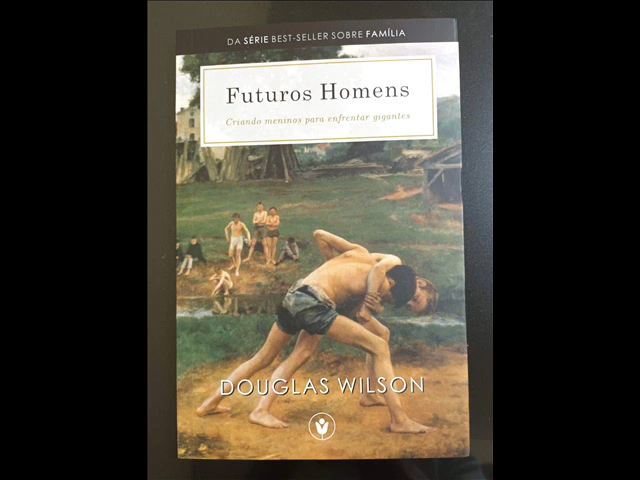 DA SÉRIE BEST-SELLER SOBRE FAMÍLIA
Futuros Homens
Criando meninos para enfrentar gigantes
DOUGLAS WILSON